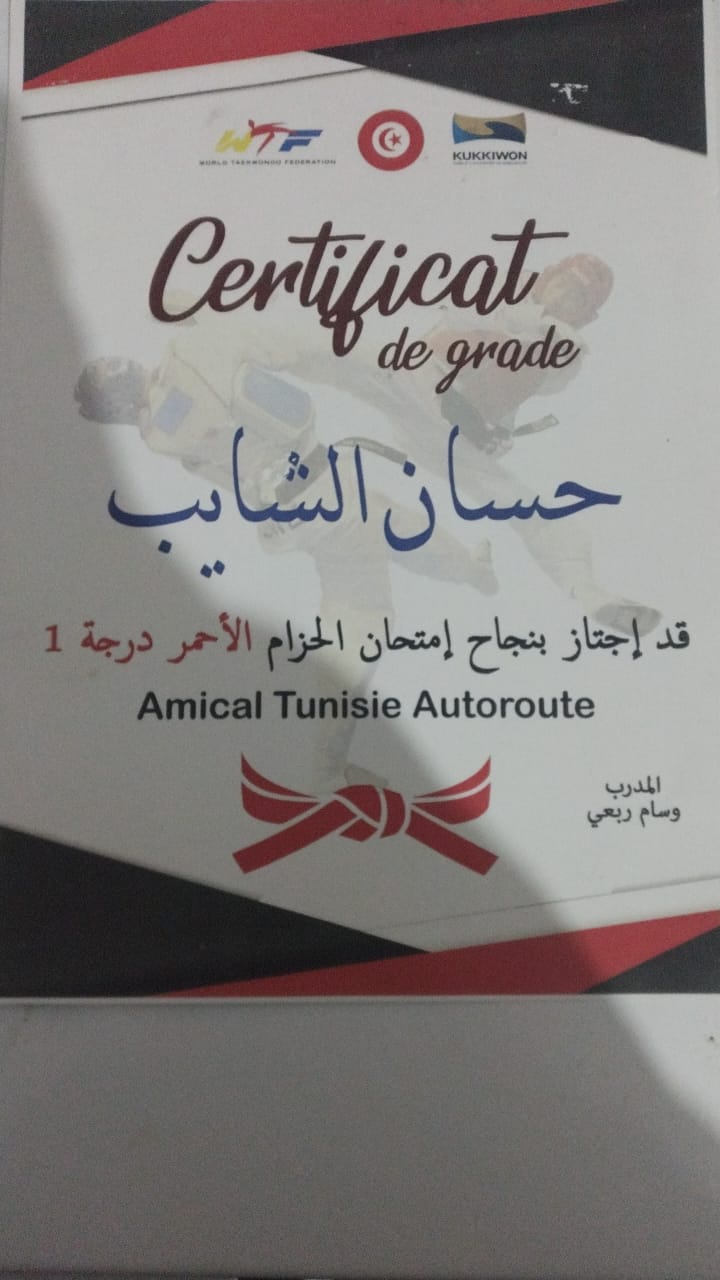 WTF
WORLD TAEKWONDO FEDERATION
KUKKIWON
Certificat
de grade
حسان الشايب
قد إجتاز بنجاح إمتحان الحزام الأحمر درجة 1
Amical Tunisie Autoroute
المدرب
وسام ربعي